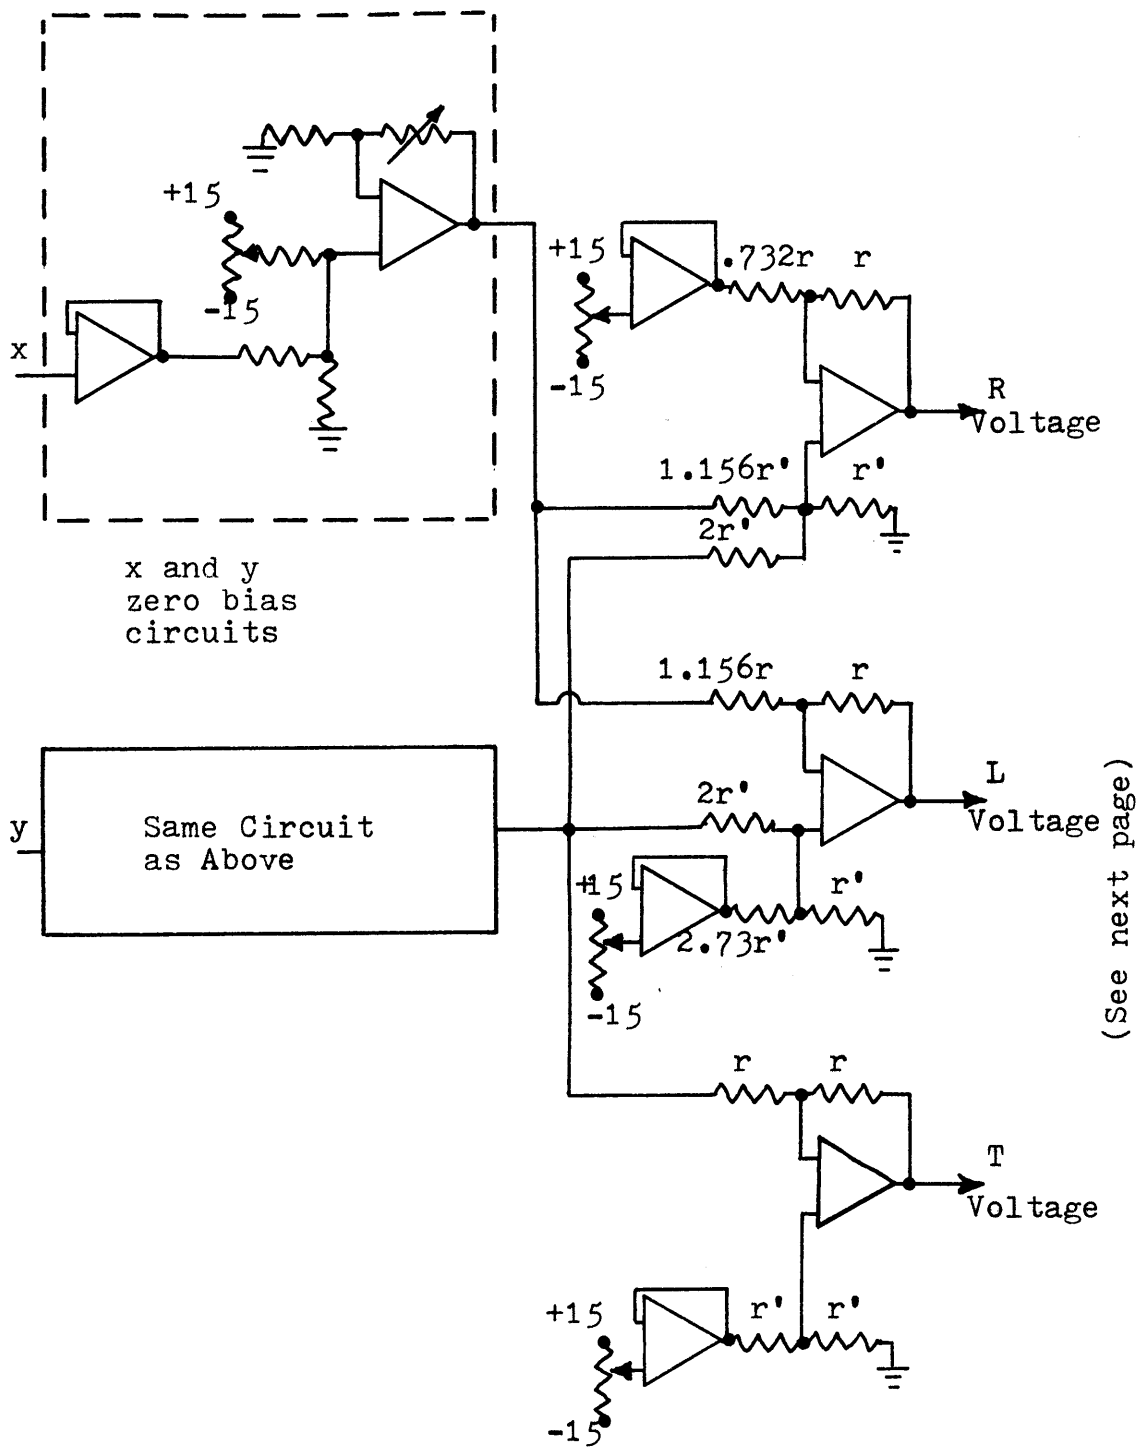 +15
-15
x
x and y
zero bias
circuits
+15
-15
.732r
r
R
Voltage
1.156r'
r'
2r'
1.156r
r
L
Voltage
2r'
y
Same Circuit
as Above
+15
-15
2.73r'
r'
(See next page)
r
r
T
Voltage
+15
-15
r'
r'